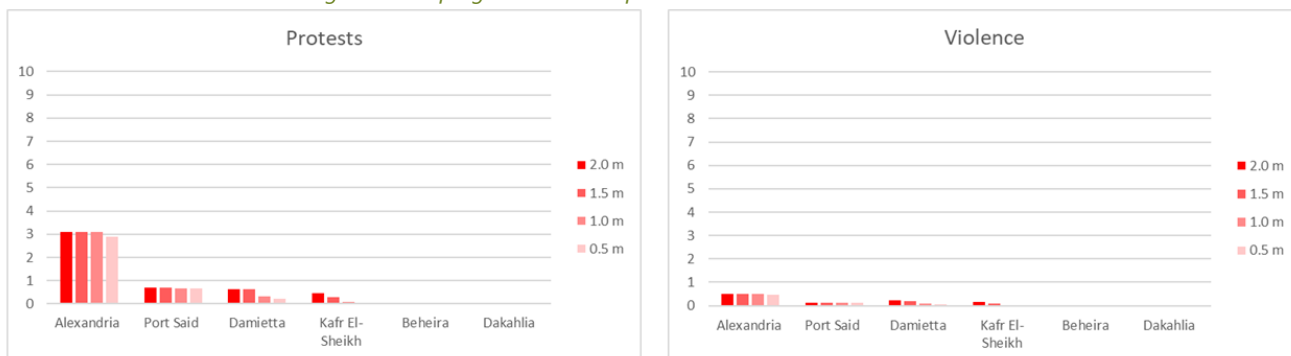 Protests
10
9
8
7
6
5
4
3
2
1
0
Alexandria
Port Said
Damietta
Kafr El-
Sheikh
Beheira
Dakahlia
2.0 m
1.5 m
1.0 m
0.5 m
Violence
10
9
8
7
6
5
4
3
2
1
0
Alexandria
Port Said
Damietta
Kafr El-
Sheikh
Beheira
Dakahlia
2.0 m
1.5 m
1.0 m
0.5 m